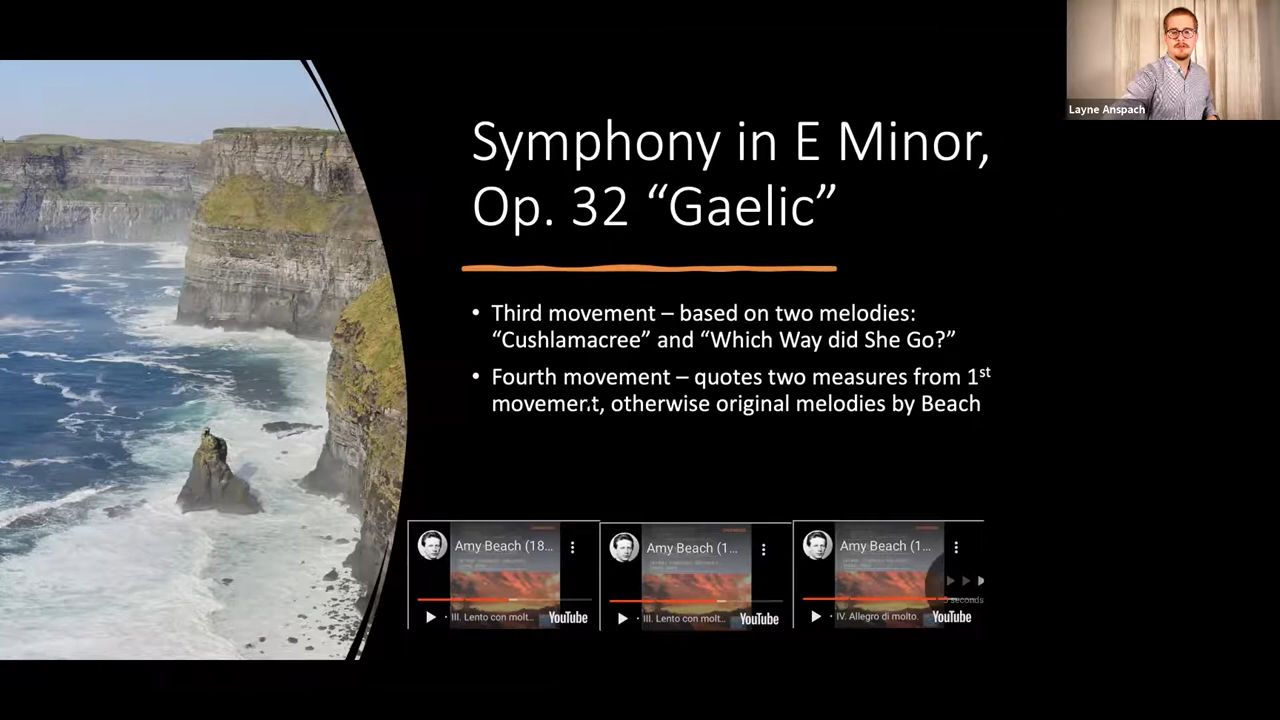 Layne Anspach
Symphony in E Minor,
Op. 32 “Gaelic”
• Third movement – based on two melodies:
“Cushlamacree” and “Which Way did She Go?”
• Fourth movement – quotes two measures from 1st
movemer.t, otherwise original melodies by Beach
Amy Beach (18...
Amy Beach (1...
Amy Beach (1...
seconds
III. Lento con molt...
YouTube
III. Lento con molt...
YouTube
IV. Allegro di molto.
YouTube